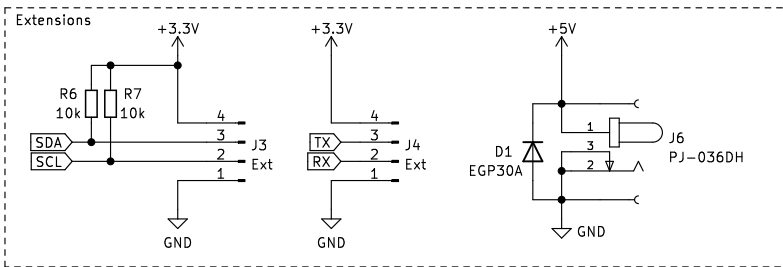 Extensions
+3.3V
R6
10k
R7
10k
SDA
SCL
4
3
2
1
J3
Ext
GND
+3.3V
TX
RX
4
3
2
1
J4
Ext
GND
+5V
D1
EGP30A
1
3
2
J6
PJ-036DH
GND